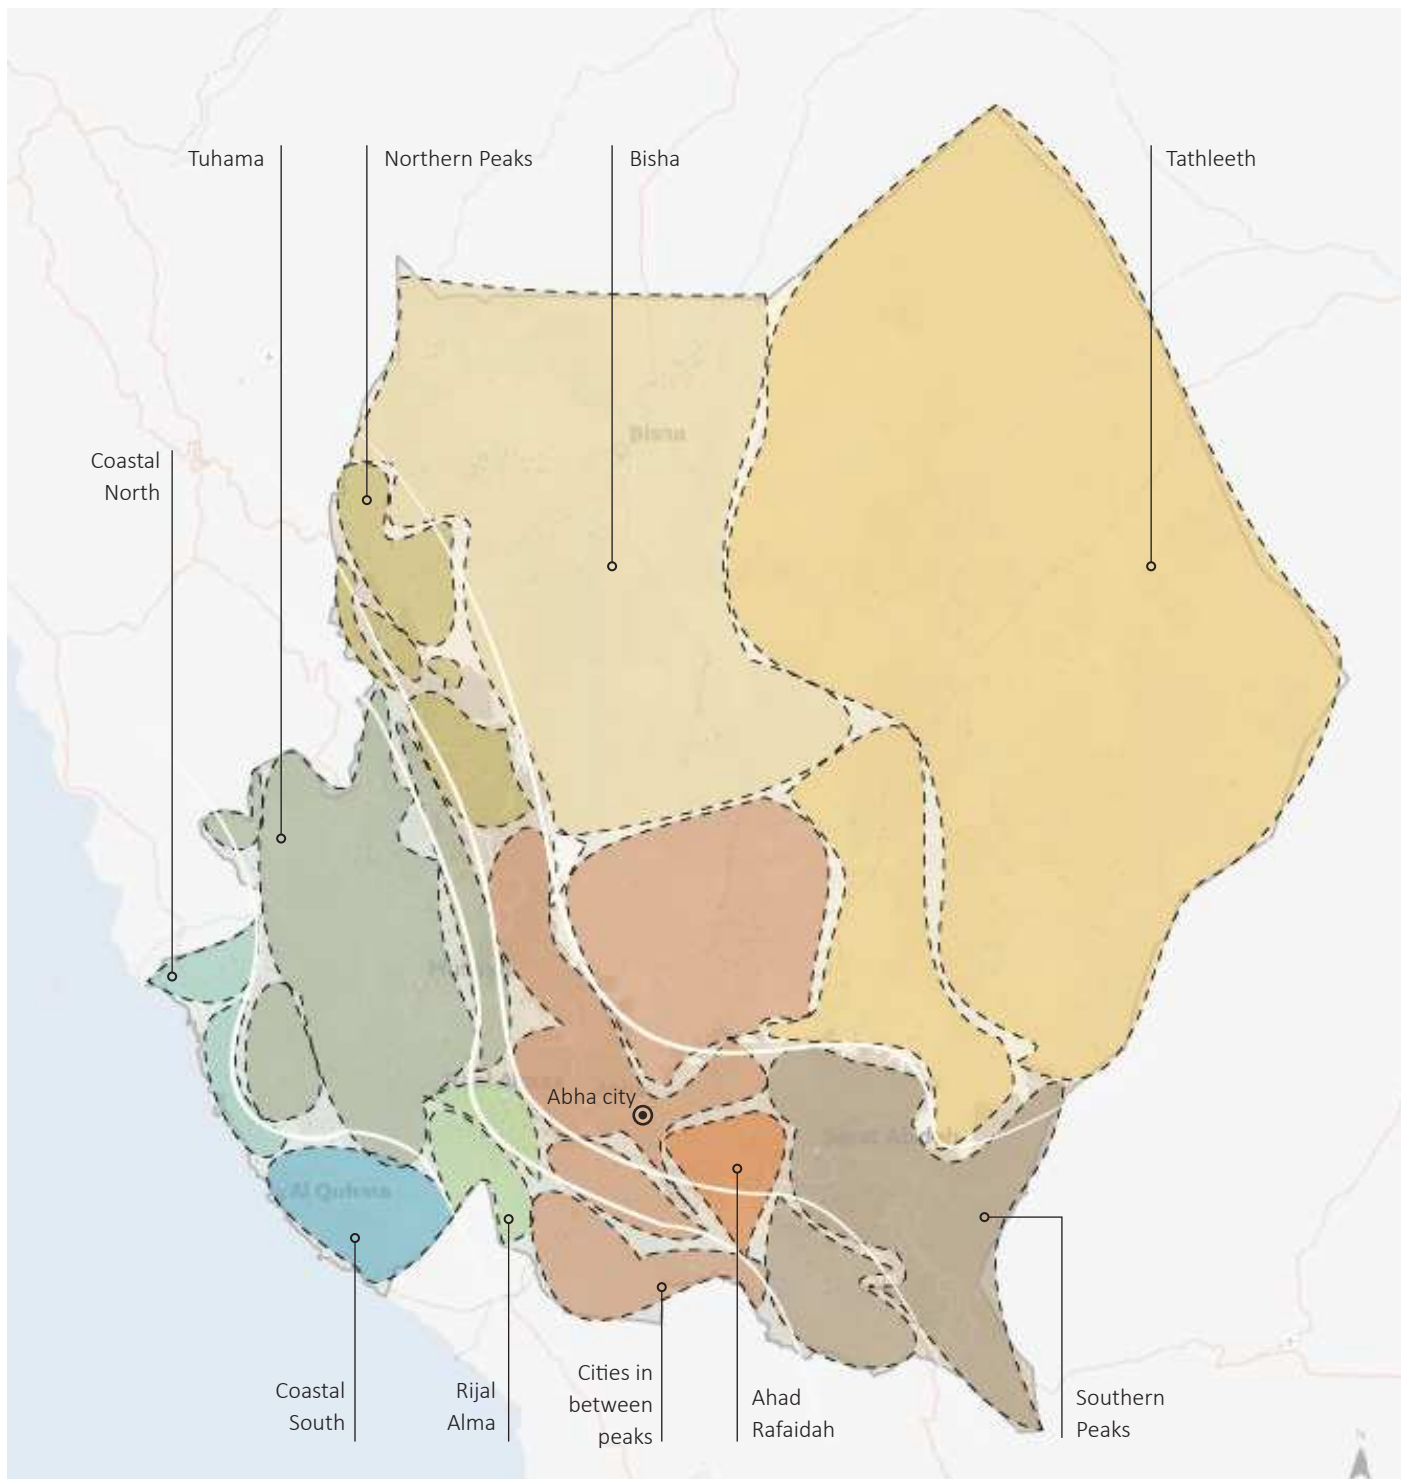 Tuhama
Northern Peaks
Bisha
Tathleeth
Bisha
Coastal
North
Abha city
Al Qunfudhah
Coastal
South
Rijal
Alma
Cities in
between
peaks
Ahad
Rafaidah
Southern
Peaks
N